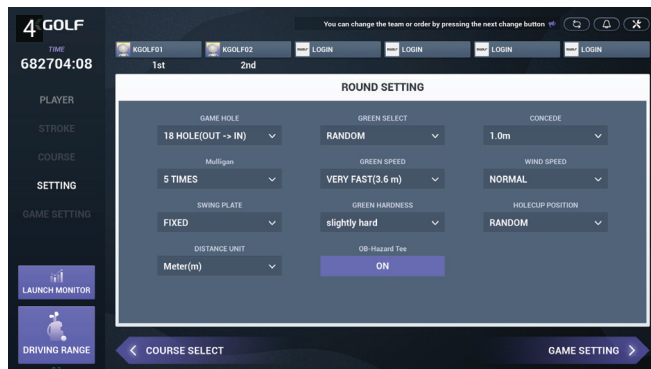 4 KGOLF
You can change the team or order by pressing the next change button
TIME
682704:08
KGOLF01
KGOLF02
LOGIN
LOGIN
LOGIN
LOGIN
1st
2nd
ROUND SETTING
PLAYER
STROKE
COURSE
SETTING
GAME SETTING
GAME HOLE
GREEN SELECT
CONCEDE
18 HOLE(OUT -> IN)
RANDOM
1.0m
Mulligan
GREEN SPEED
WIND SPEED
5 TIMES
VERY FAST(3.6 m)
NORMAL
SWING PLATE
GREEN HARDNESS
HOLECUP POSITION
FIXED
slightly hard
RANDOM
DISTANCE UNIT
OB-Hazard Tee
Meter(m)
ON
LAUNCH MONITOR
DRIVING RANGE
COURSE SELECT
GAME SETTING